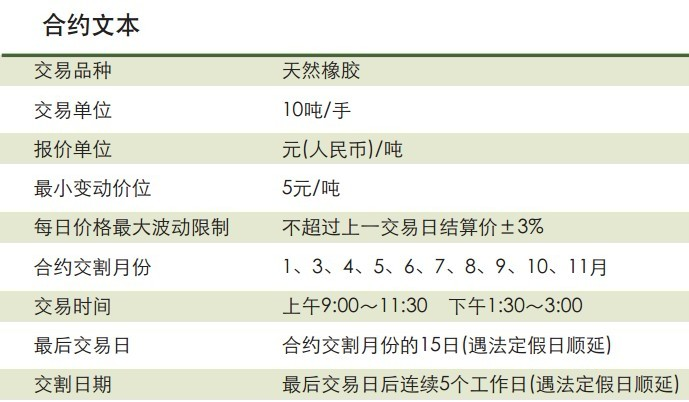 合约文本
交易品种 天然橡胶
交易单位 10吨/手
报价单位 元(人民币)/吨
最小变动价位 5元/吨
每日价格最大波动限制 不超过上一交易日结算价±3%
合约交割月份 1、3、4、5、6、7、8、9、10、11月
交易时间 上午9:00～11:30 下午1:30～3:00
最后交易日 合约交割月份的15日(遇法定假日顺延)
交割日期 最后交易日后连续5个工作日(遇法定假日顺延)